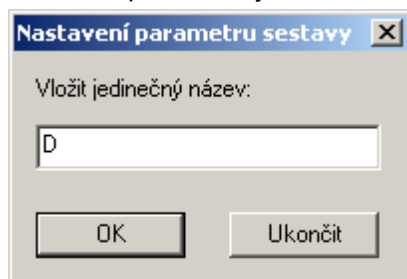 Nastavení parametru sestavy
Vložit jedinečný název:
D
OK Ukončit